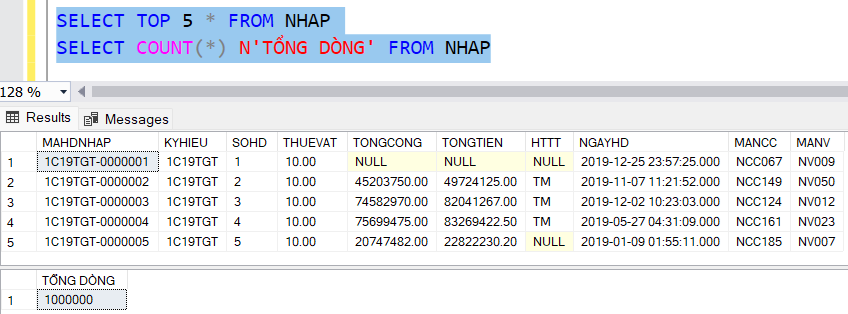 SELECT TOP 5 * FROM NHAP
SELECT COUNT(*) N'TỔNG DÒNG' FROM NHAP
128 %
Results Messages
MAHDNHAP KYHIEU SOHD THUEVAT TONGCONG TONGTIEN HTTT NGAYHD MANCC MANV
1 1C19TGT-0000001 1C19TGT 1 10.00 NULL NULL NULL 2019-12-25 23:57:25.000 NCC067 NV009
2 1C19TGT-0000002 1C19TGT 2 10.00 45203750.00 49724125.00 TM 2019-11-07 11:21:52.000 NCC149 NV050
3 1C19TGT-0000003 1C19TGT 3 10.00 74582970.00 82041267.00 TM 2019-12-02 10:23:03.000 NCC124 NV012
4 1C19TGT-0000004 1C19TGT 4 10.00 75699475.00 83269422.50 TM 2019-05-27 04:31:09.000 NCC161 NV023
5 1C19TGT-0000005 1C19TGT 5 10.00 20747482.00 22822230.20 NULL 2019-01-09 01:55:11.000 NCC185 NV007
TỔNG DÒNG
1 1000000